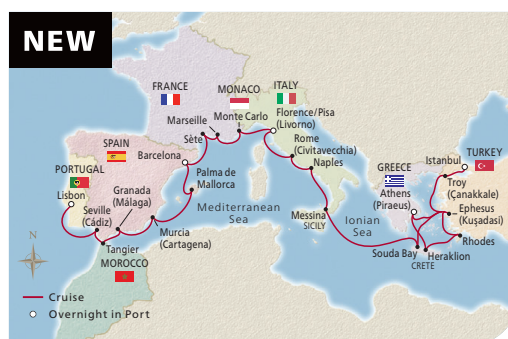 NEW
FRANCE
MONACO
ITALY
Marseille
Monte Carlo
Florence/Pisa
(Livorno)
Sète
SPAIN
Barcelona
Rome
(Civitavecchia)
Naples
PORTUGAL
Lisbon
Granada
(Málaga)
Palma de
Mallorca
Seville
(Cádiz)
Mediterranean
Sea
Murcia
(Cartagena)
Tangier
MOROCCO
Messina
SICILY
Ionian
Sea
GREECE
Athens
(Piraeus)
Istanbul
TURKEY
Troy
(Çanakkale)
Ephesus
(Kuşadasi)
Rhodes
Souda Bay
CRETE
Heraklion
N
Cruise
Overnight in Port